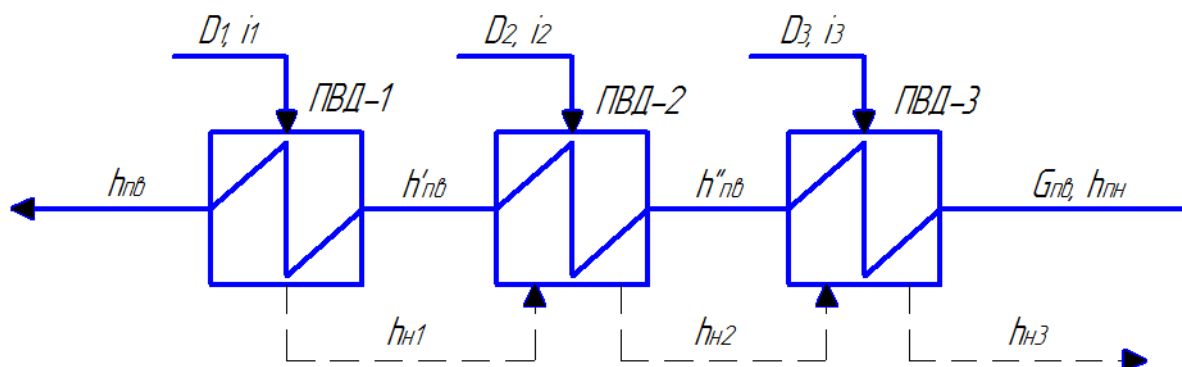 D1, i1
D2, i2
D3, i3
ПВД-1
ПВД-2
ПВД-3
hпв
h'пв
h"пв
Gпв, hпн
hн1
hн2
hн3